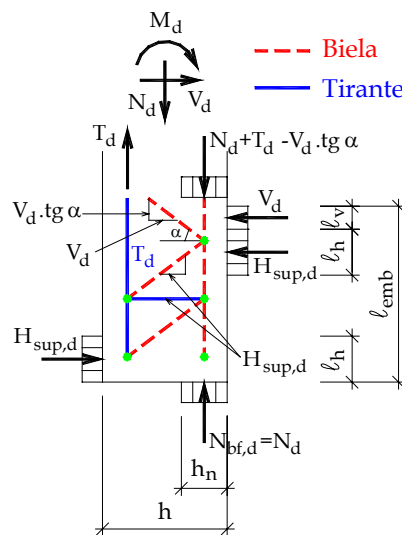 M_d
Biela
N_d
V_d
Tirante
T_d
N_d+T_d -V_d.tg α
V_d.tg α
V_d
ℓ_v
α
V_d
T_d
ℓ_h
H_sup,d
ℓ_emb
H_sup,d
H_sup,d
ℓ_h
N_bf,d=N_d
h_n
h